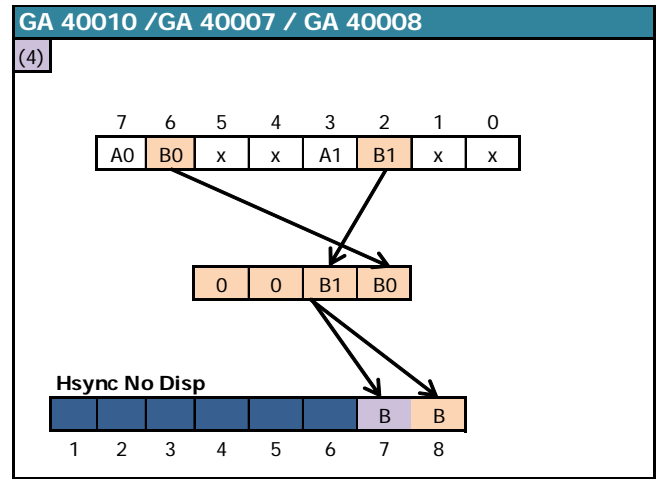 GA 40010 /GA 40007 / GA 40008
(4)
7 6 5 4 3 2 1 0
A0 B0 x x A1 B1 x x
0 0 B1 B0
Hsync No Disp
B B
1 2 3 4 5 6 7 8